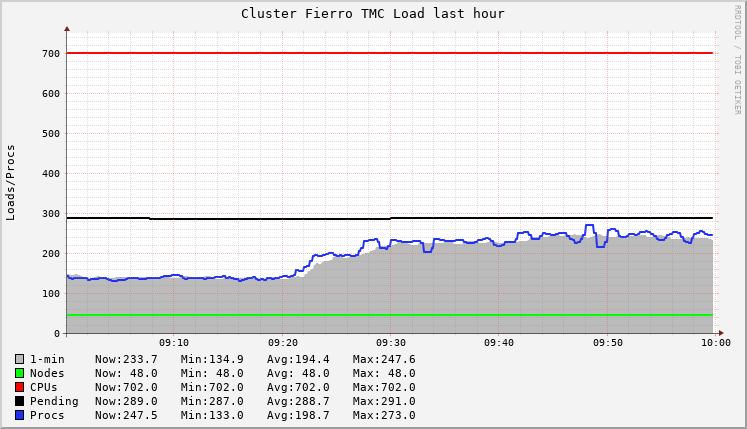 Cluster Fierro TMC Load last hour
RRDTOOL / TOBI OETIKER
Loads/Procs
700
600
500
400
300
200
100
0
09:10 09:20 09:30 09:40 09:50 10:00
1-min Now:233.7 Min:134.9 Avg:194.4 Max:247.6
Nodes Now: 48.0 Min: 48.0 Avg: 48.0 Max: 48.0
CPUs Now:702.0 Min:702.0 Avg:702.0 Max:702.0
Pending Now:289.0 Min:287.0 Avg:288.7 Max:291.0
Procs Now:247.5 Min:133.0 Avg:198.7 Max:273.0